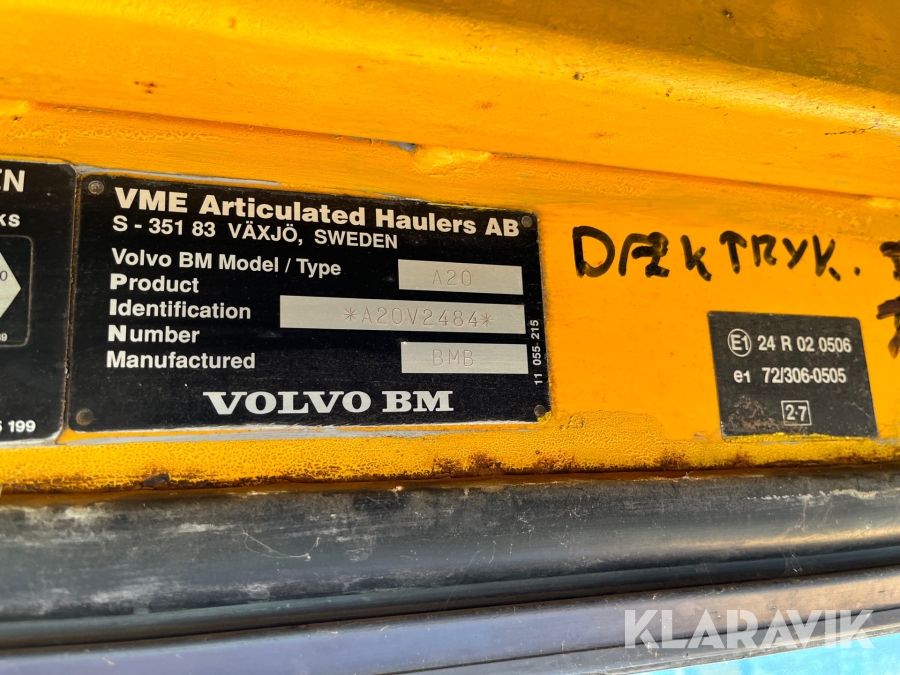 EN
KS
199
VME Articulated Haulers AB
S - 351 83 VÄXJÖ, SWEDEN
Volvo BM Model / Type A20
Product
Identification *A20V2484*
Number
Manufactured BMB
VOLVO BM
11 055 215
DÆK TRYK.
E1 24 R 02 0506
e1 72/306-0505
2-7
KLARAVIK